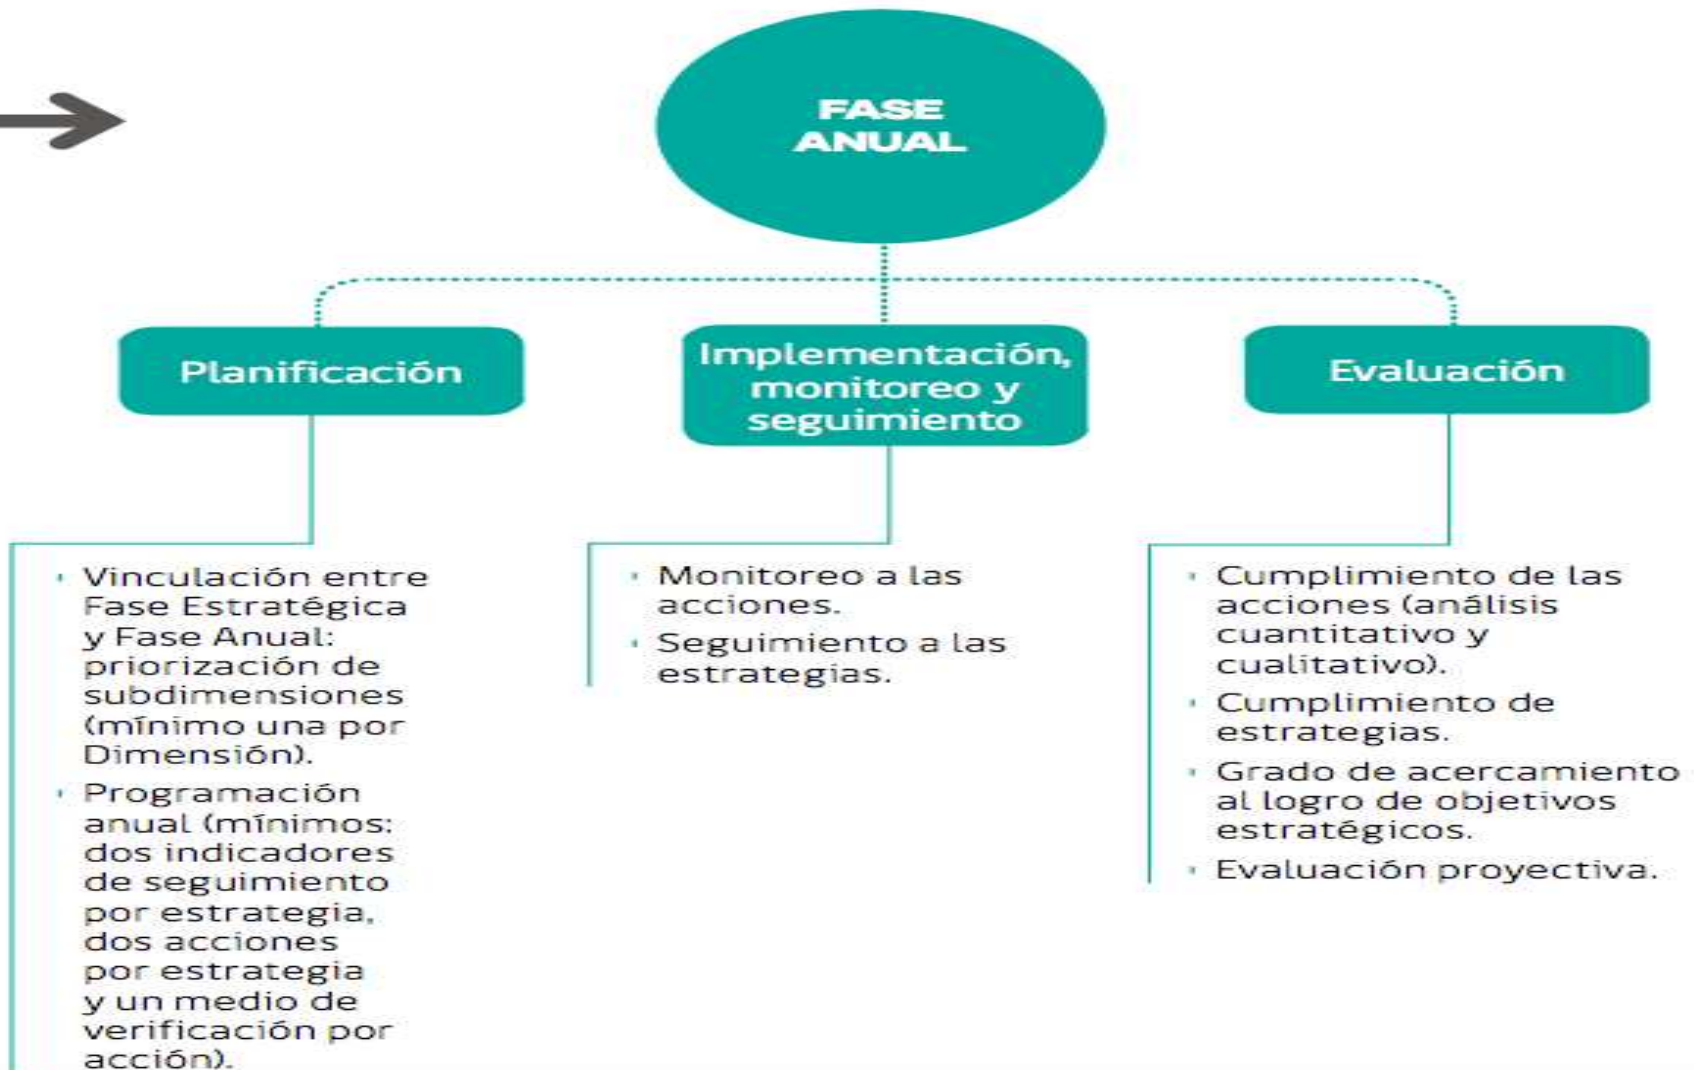 FASE
ANUAL
Planificación
Implementación,
monitoreo y
seguimiento
Evaluación
Vinculación entre
Fase Estratégica
y Fase Anual:
priorización de
subdimensiones
(mínimo una por
Dimensión).
Programación
anual (mínimos:
dos indicadores
de seguimiento
por estrategia,
dos acciones
por estrategia
y un medio de
verificación por
acción).
Monitoreo a las
acciones.
Seguimiento a las
estrategias.
Cumplimiento de las
acciones (análisis
cuantitativo y
cualitativo).
Cumplimiento de
estrategias.
Grado de acercamiento
al logro de objetivos
estratégicos.
Evaluación proyectiva.